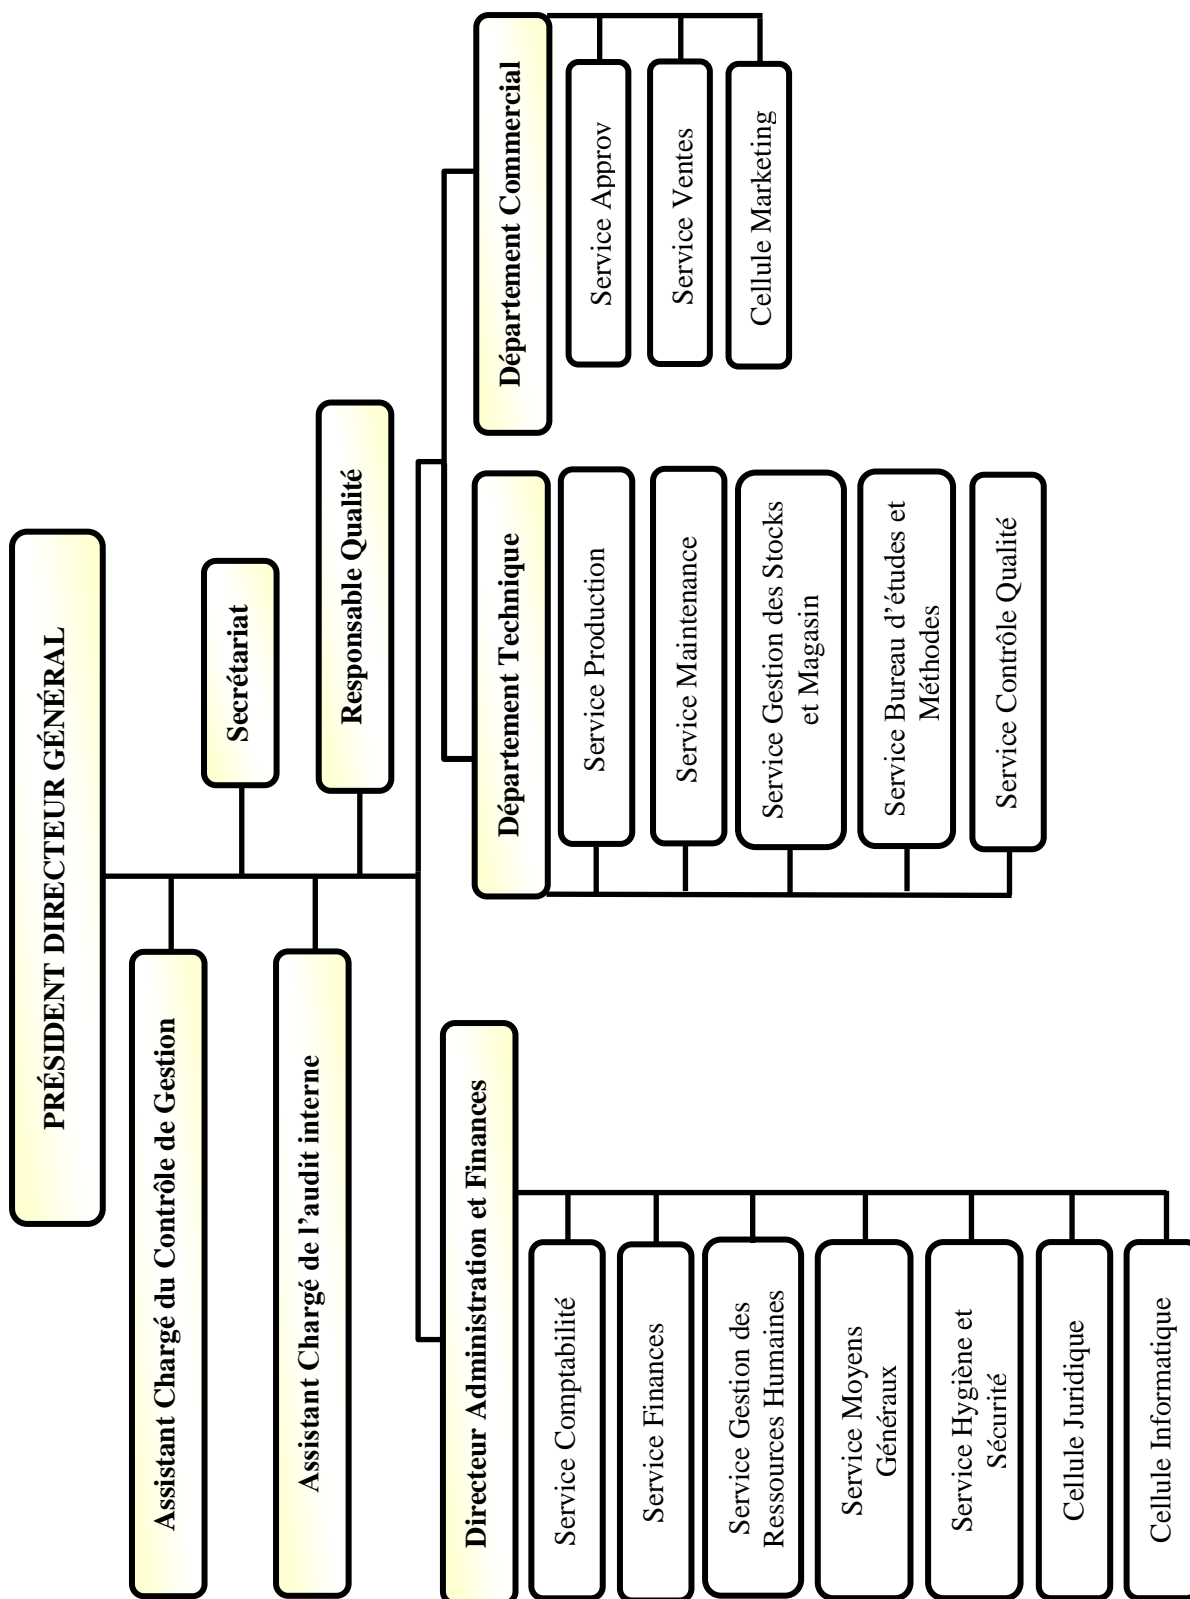 PRÉSIDENT DIRECTEUR GÉNÉRAL
Assistant Chargé du Contrôle de Gestion
Secrétariat
Assistant Chargé de l’audit interne
Responsable Qualité
Directeur Administration et Finances
Service Comptabilité
Service Finances
Service Gestion des
Ressources Humaines
Service Moyens
Généraux
Service Hygiène et
Sécurité
Cellule Juridique
Cellule Informatique
Département Technique
Service Production
Service Maintenance
Service Gestion des Stocks
et Magasin
Service Bureau d’études et
Méthodes
Service Contrôle Qualité
Département Commercial
Service Approv
Service Ventes
Cellule Marketing